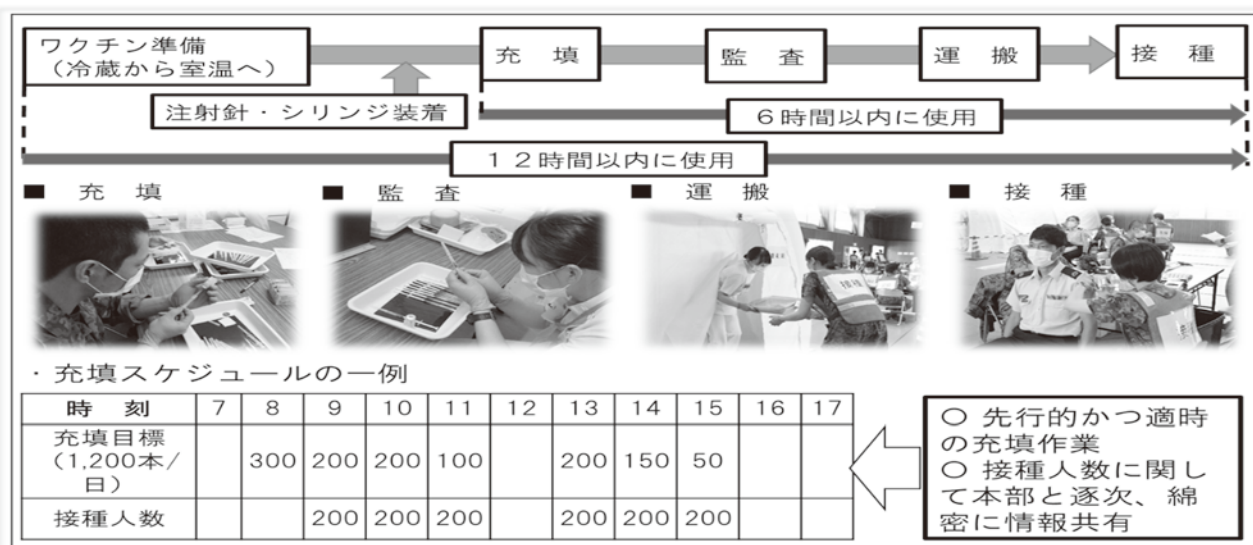 ワクチン準備
(冷蔵から室温へ)
充 填
監 査
運 搬
接 種
注射針・シリンジ装着
6時間以内に使用
12時間以内に使用
■ 充 填
■ 監 査
■ 運 搬
■ 接 種
接種
・充填スケジュールの一例
時 刻 7 8 9 10 11 12 13 14 15 16 17
充填目標
(1,200本/
日) 300 200 200 100 200 150 50
接種人数 200 200 200 200 200 200
○ 先行的かつ適時
の充填作業
○ 接種人数に関し
て本部と逐次、綿
密に情報共有